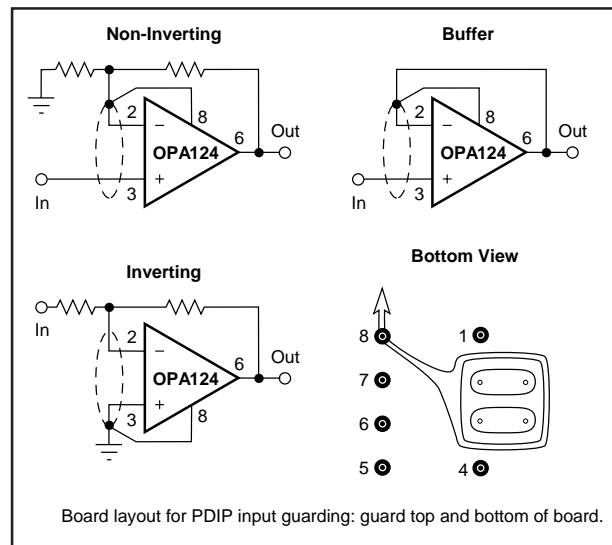 Non-Inverting
2
8
6
Out
−
OPA124
+
3
In
Buffer
2
8
6
Out
−
OPA124
+
3
In
Inverting
In
2
6
Out
−
OPA124
+
3
8
Bottom View
8
1
7
6
5
4
Board layout for PDIP input guarding: guard top and bottom of board.